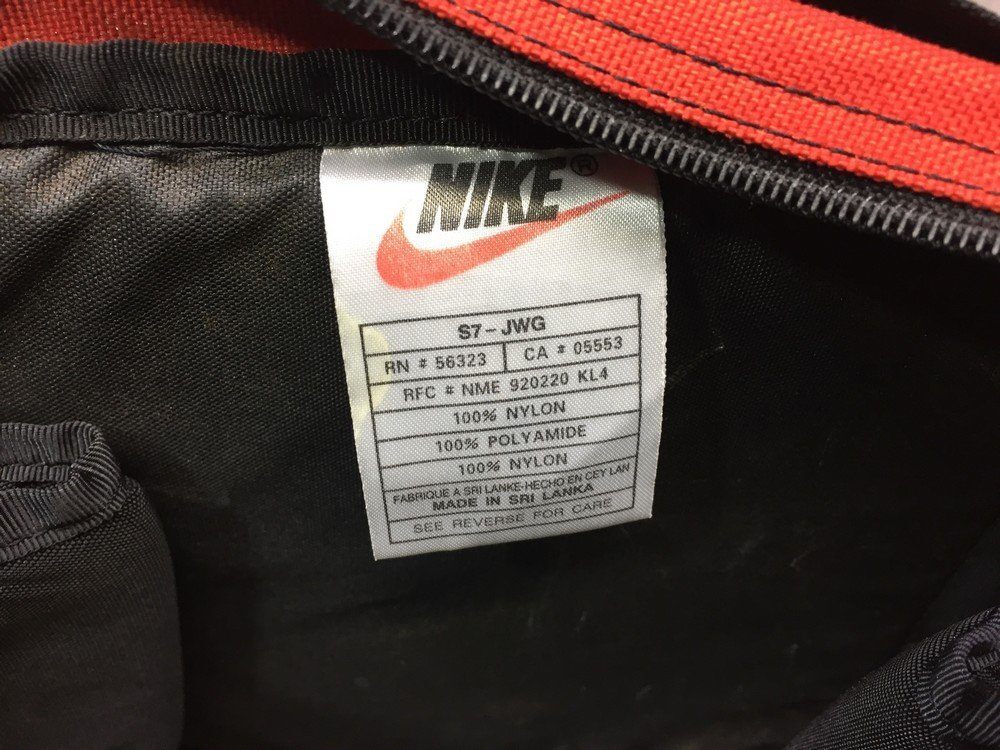 NIKE®
S7-JWG
RN # 56323 CA # 05553
RFC # NME 920220 KL4
100% NYLON
100% POLYAMIDE
100% NYLON
FABRIQUE A SRI LANKE-HECHO EN CEY LAN
MADE IN SRI LANKA
SEE REVERSE FOR CARE